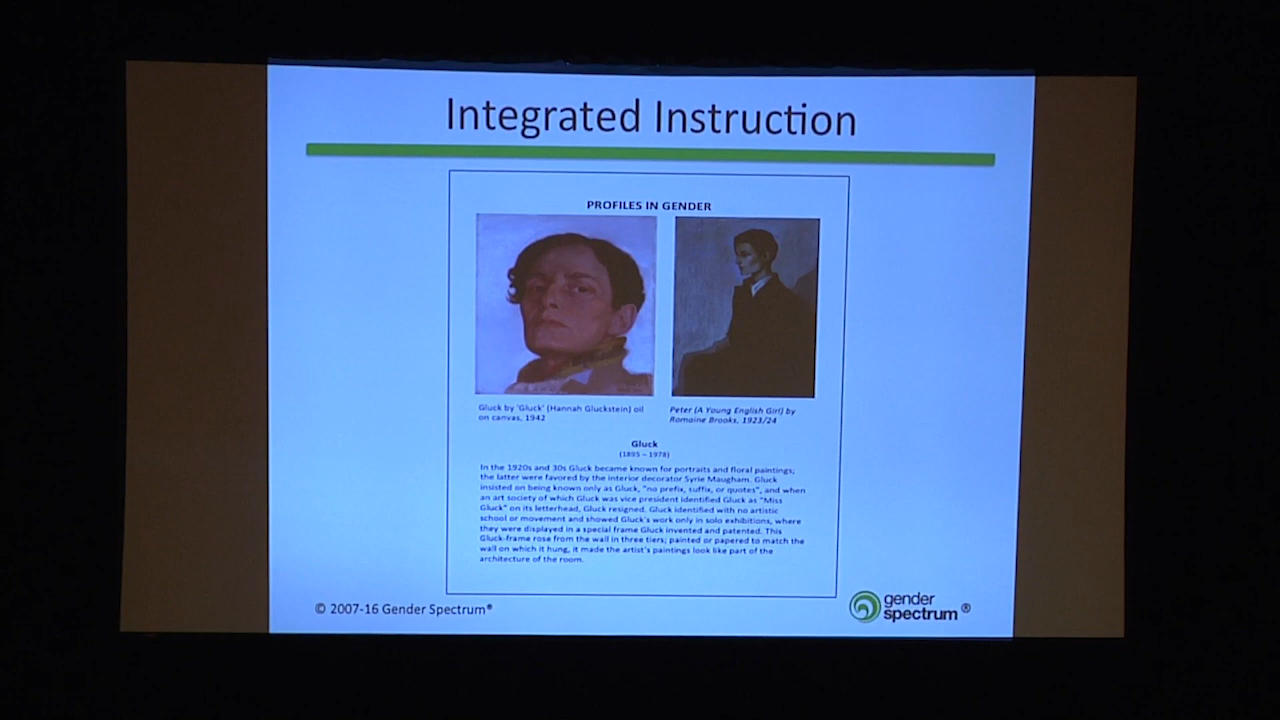 Integrated Instruction
PROFILES IN GENDER
Gluck by 'Gluck' (Hannah Gluckstein) oil
on canvas, 1942
Peter (A Young English Girl) by
Romaine Brooks, 1923/24
Gluck
(1895 – 1978)
In the 1920s and 30s Gluck became known for portraits and floral paintings;
the latter were favored by the interior decorator Syrie Maugham. Gluck
insisted on being known only as Gluck, "no prefix, suffix, or quotes", and when
an art society of which Gluck was vice president identified Gluck as "Miss
Gluck" on its letterhead, Gluck resigned. Gluck identified with no artistic
school or movement and showed Gluck's work only in solo exhibitions, where
they were displayed in a special frame Gluck invented and patented. This
Gluck-frame rose from the wall in three tiers; painted or papered to match the
wall on which it hung, it made the artist's paintings look like part of the
architecture of the room.
© 2007-16 Gender Spectrum®
gender
spectrum ®